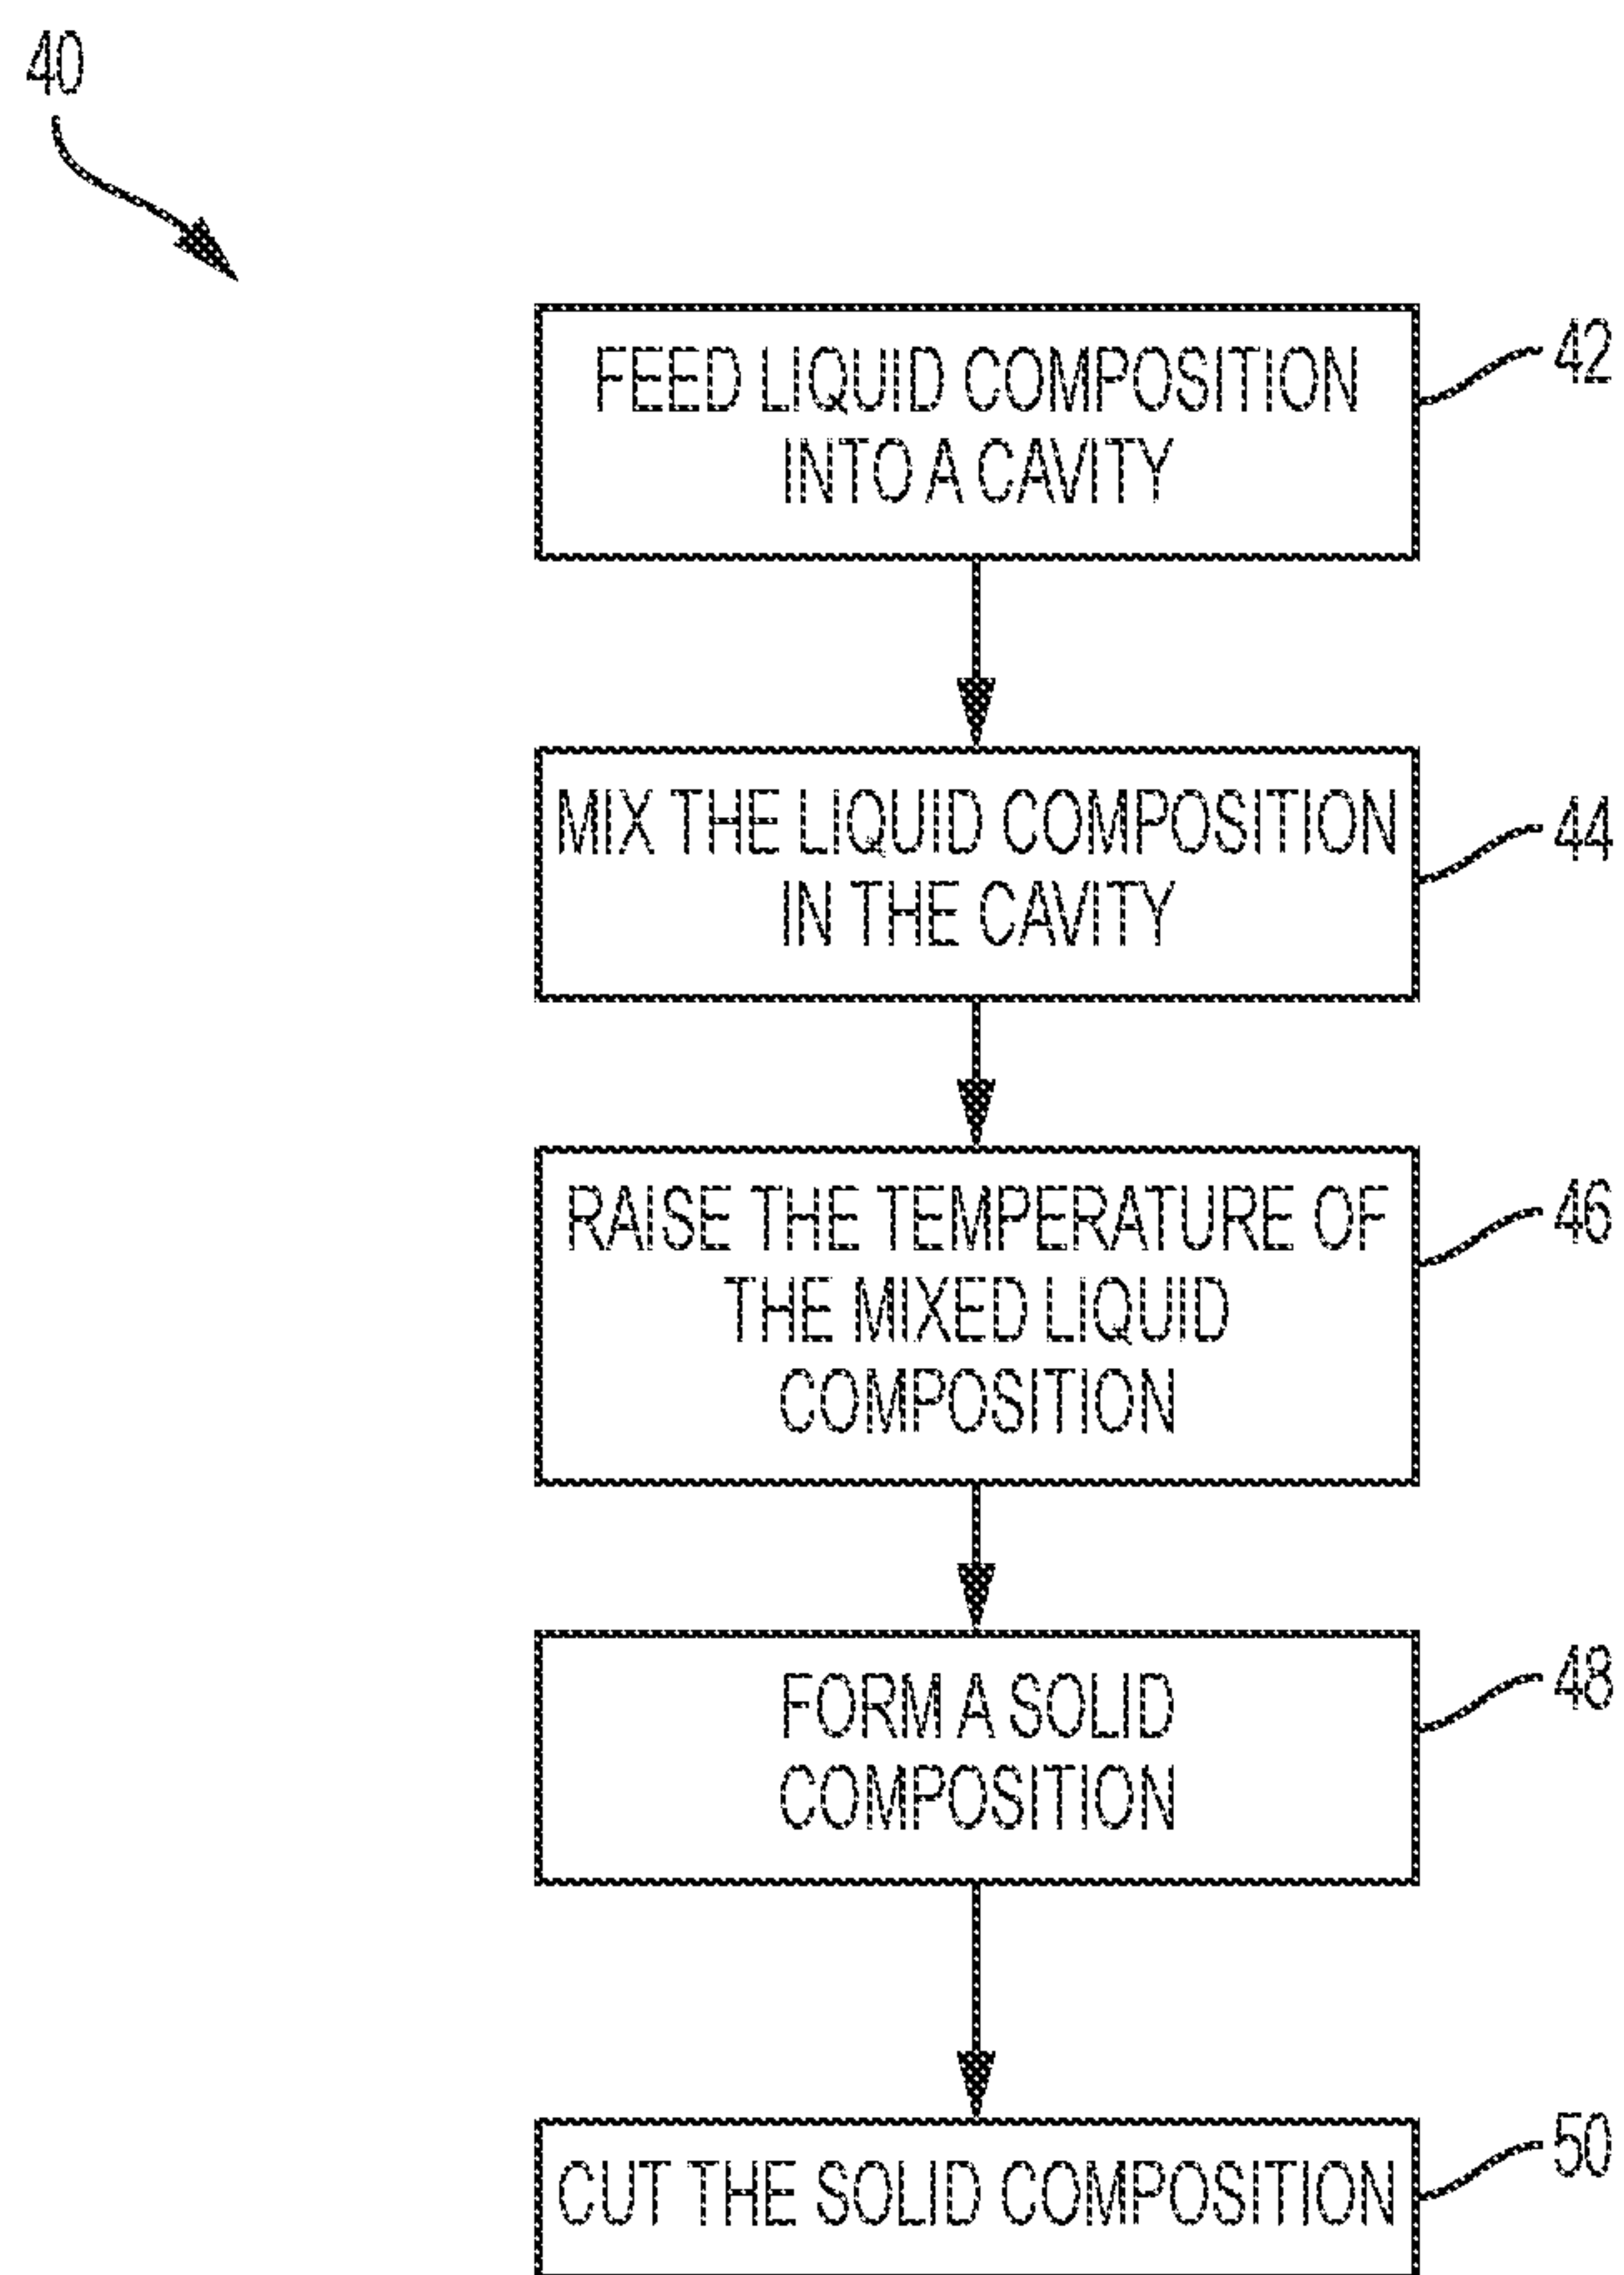 40
FEED LIQUID COMPOSITION
INTO A CAVITY
42
MIX THE LIQUID COMPOSITION
IN THE CAVITY
44
RAISE THE TEMPERATURE OF
THE MIXED LIQUID
COMPOSITION
46
FORM A SOLID
COMPOSITION
48
CUT THE SOLID COMPOSITION
50